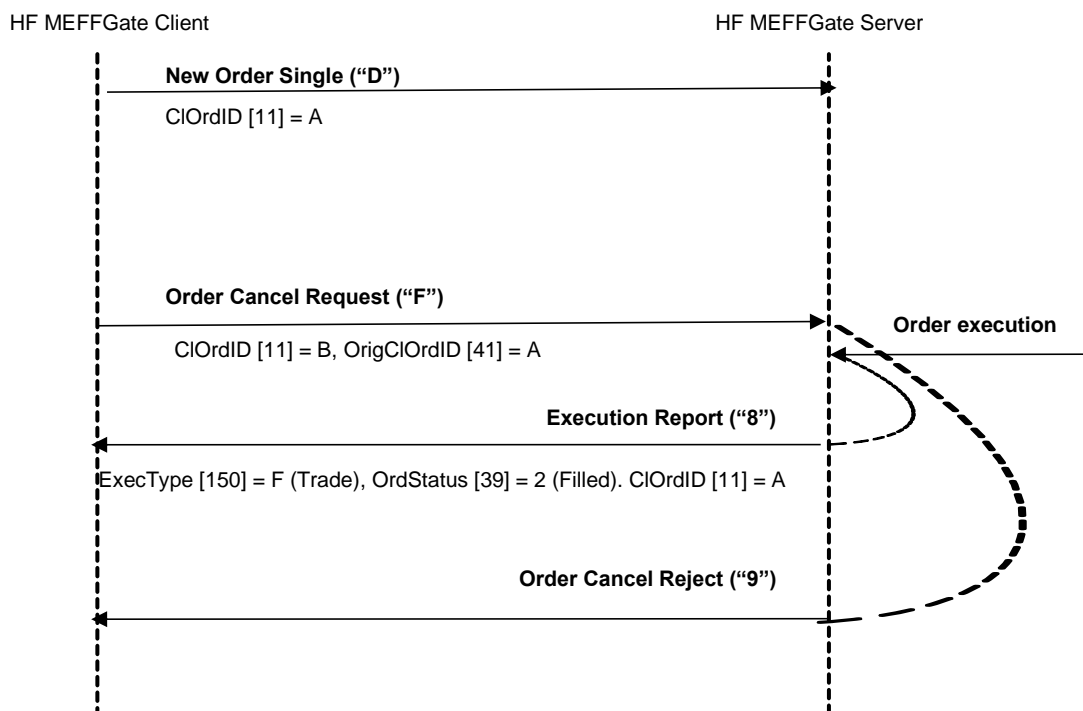 HF MEFFGate Client
HF MEFFGate Server
New Order Single (“D”)
ClOrdID [11] = A
Order Cancel Request (“F”)
Order execution
ClOrdID [11] = B, OrigClOrdID [41] = A
Execution Report (“8”)
ExecType [150] = F (Trade), OrdStatus [39] = 2 (Filled). ClOrdID [11] = A
Order Cancel Reject (“9”)